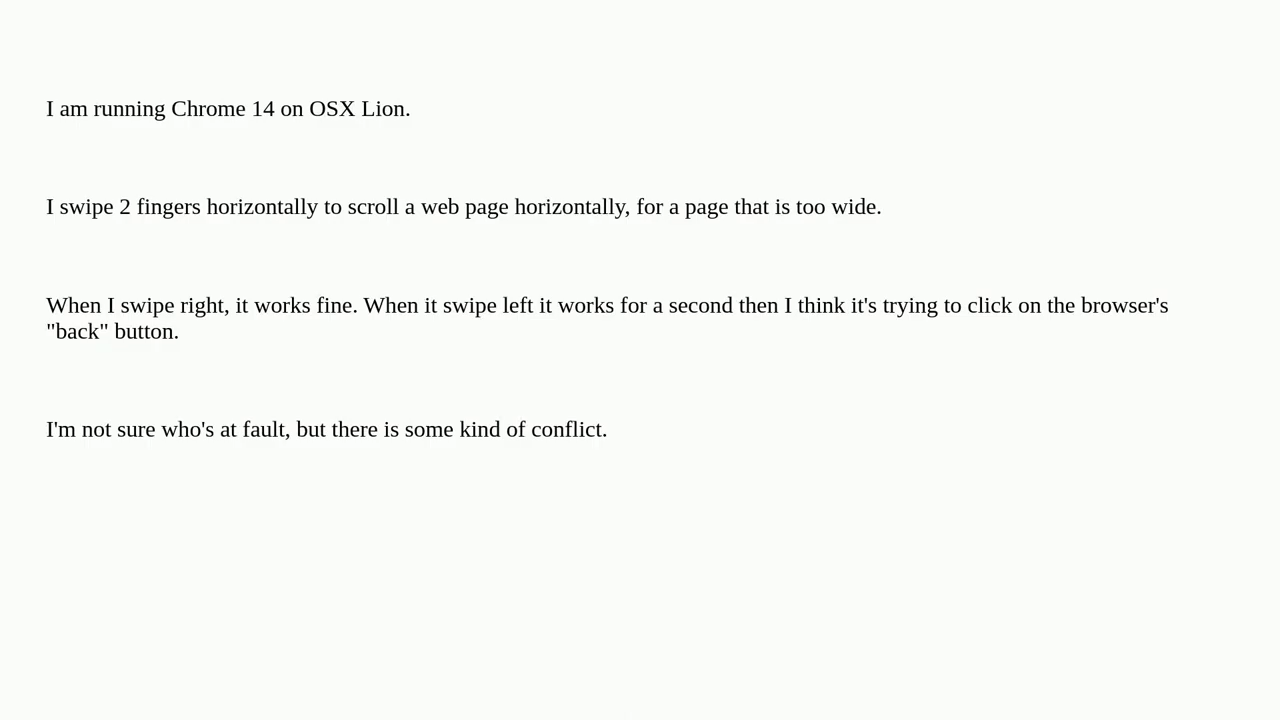 I am running Chrome 14 on OSX Lion.
I swipe 2 fingers horizontally to scroll a web page horizontally, for a page that is too wide.
When I swipe right, it works fine. When it swipe left it works for a second then I think it's trying to click on the browser's
"back" button.
I'm not sure who's at fault, but there is some kind of conflict.